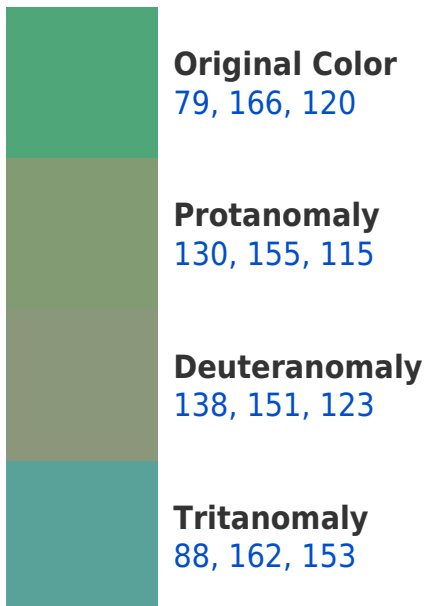 Original Color
79, 166, 120
Protanomaly
130, 155, 115
Deuteranomaly
138, 151, 123
Tritanomaly
88, 162, 153